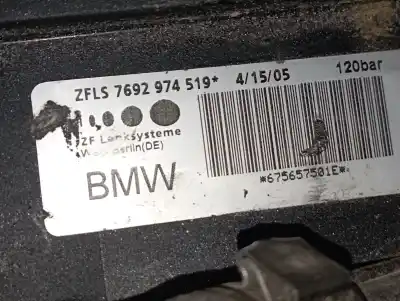 ZFLS 7692 974 519* 4/15/05 120bar
ZF Lenksysteme
BMW
*675657501E*